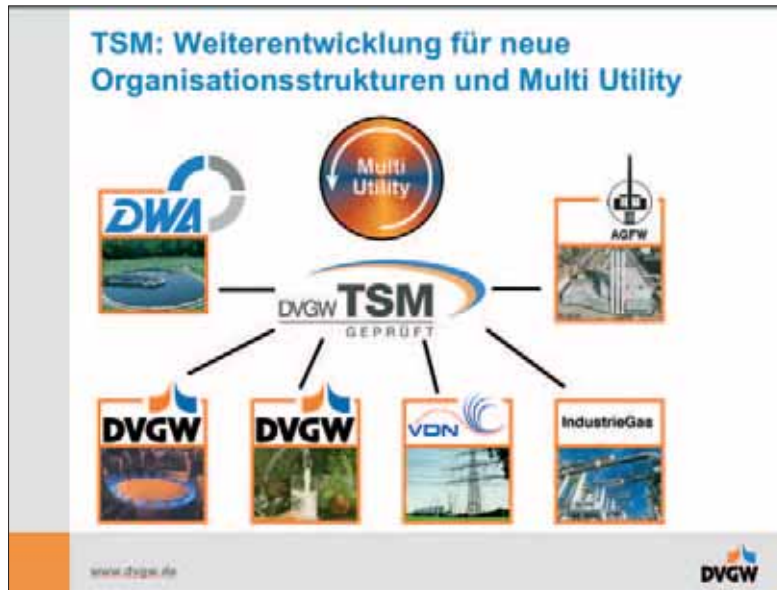 TSM: Weiterentwicklung für neue
Organisationsstrukturen und Multi Utility
Multi
Utility
DWA
AGFW
DVGW TSM
GEPRÜFT
DVGW
DVGW
VDN
IndustrieGas
www.dvgw.de
DVGW